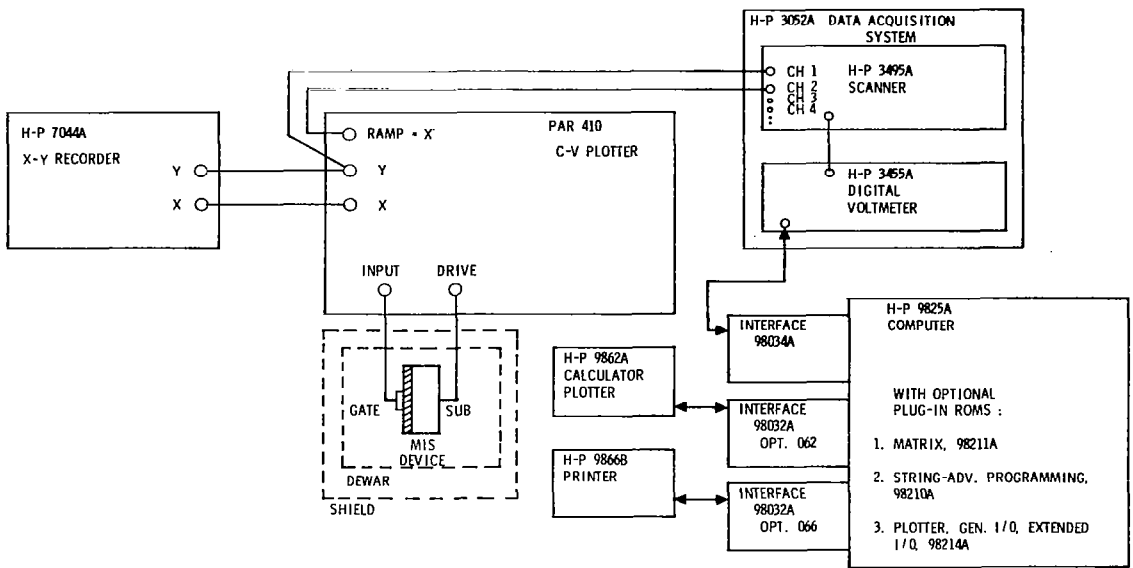 H-P 3052A DATA ACQUISITION
SYSTEM
CH 1
CH 2
CH 3
CH 4
H-P 3495A
SCANNER
H-P 3455A
DIGITAL
VOLTMETER
H-P 7044A
X-Y RECORDER
Y
X
RAMP = X
Y
X
PAR 410
C-V PLOTTER
INPUT
DRIVE
GATE
SUB
MIS
DEVICE
DEWAR
SHIELD
H-P 9862A
CALCULATOR
PLOTTER
H-P 9866B
PRINTER
INTERFACE
98034A
INTERFACE
98032A
OPT. 062
INTERFACE
98032A
OPT. 066
H-P 9825A
COMPUTER
WITH OPTIONAL
PLUG-IN ROMS :
1. MATRIX, 98211A
2. STRING-ADV. PROGRAMMING,
98210A
3. PLOTTER, GEN. I/O, EXTENDED
I/O, 98214A